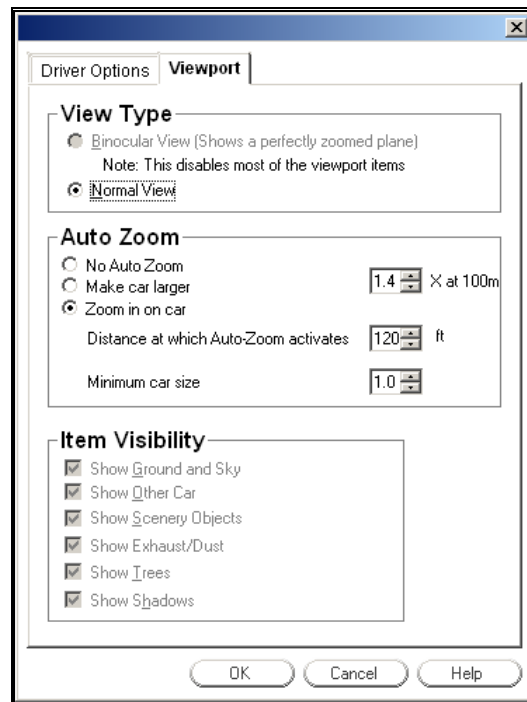 Driver Options Viewport
View Type
Binocular View (Shows a perfectly zoomed plane)
Note: This disables most of the viewport items
Normal View
Auto Zoom
No Auto Zoom
Make car larger
1.4 X at 100m
Zoom in on car
Distance at which Auto-Zoom activates 120 ft
Minimum car size 1.0
Item Visibility
Show Ground and Sky
Show Other Car
Show Scenery Objects
Show Exhaust/Dust
Show Trees
Show Shadows
OK Cancel Help